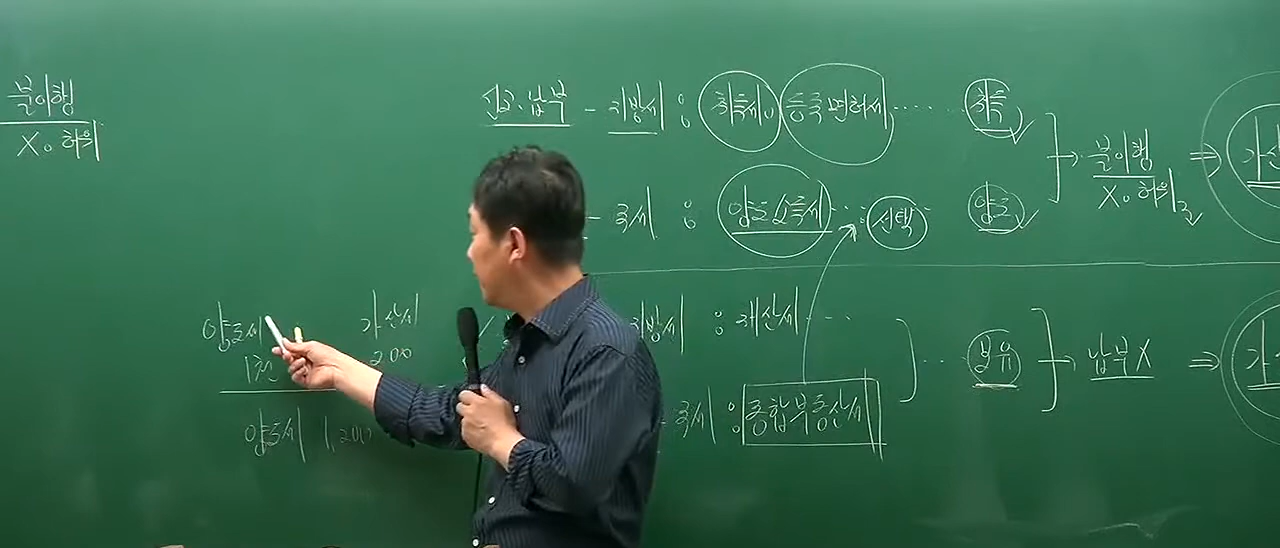 불이행
X. 하위
신고·납부 - 지방세 : 취득세, 등록면허세 ······ 취득
- 국세 : 양도소득세 ··· 선택 양도
불이행
X. 하위
⇒ 가산
양도세 가산세
1천 200
양도세 1,200
지방세 : 재산세 ···
국세 : 종합부동산세
··· 보유 → 납부X ⇒ 가